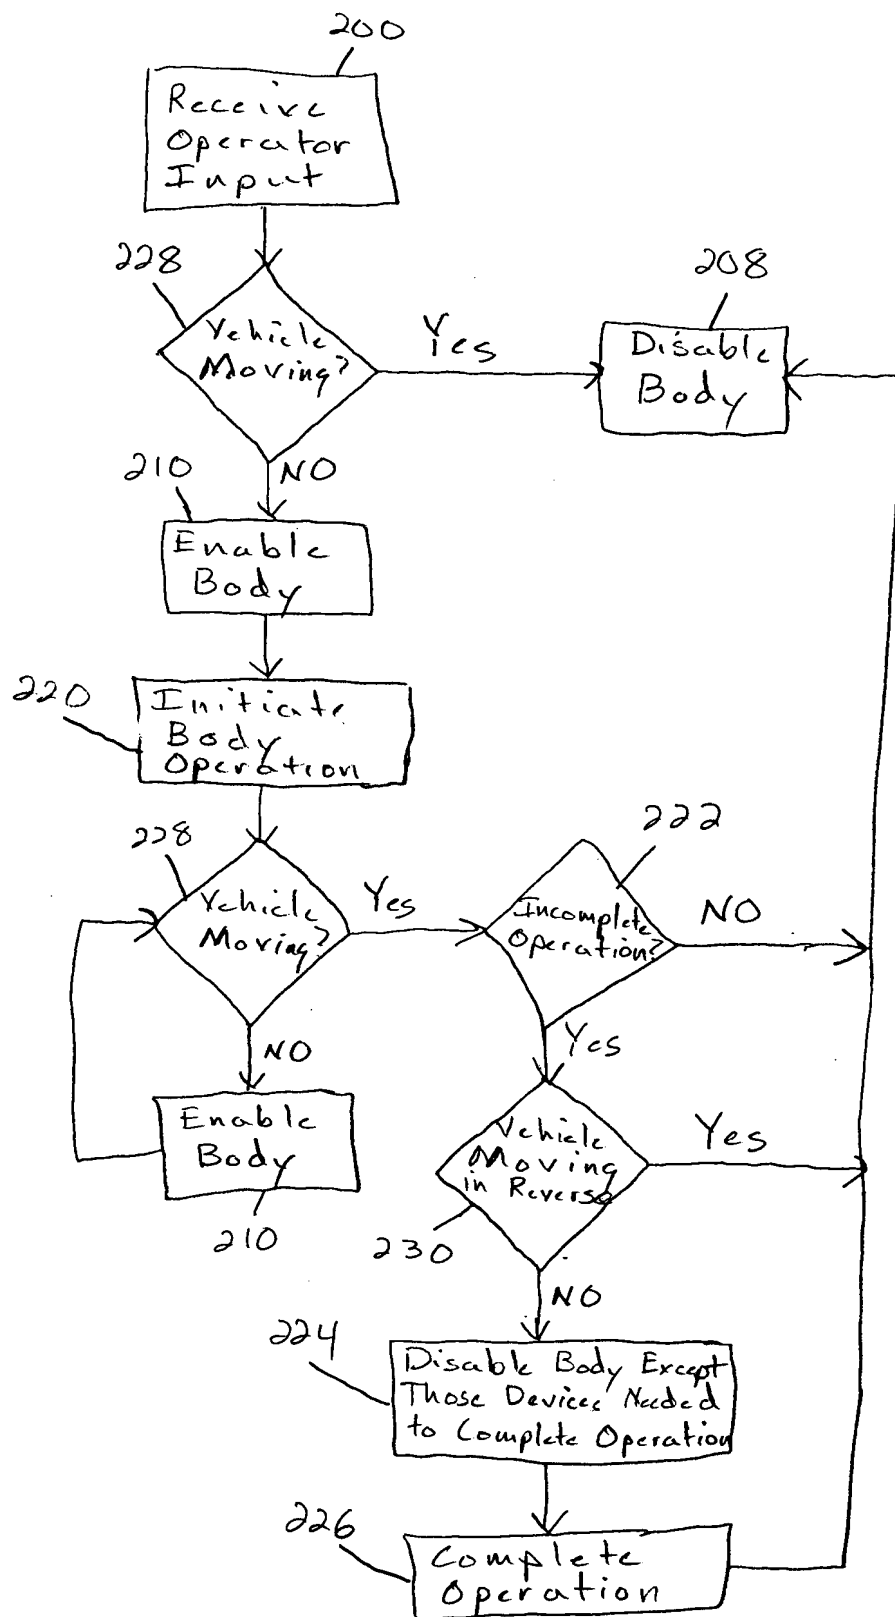 200
Receive
Operator
Input
228
Vehicle
Moving?
Yes
208
Disable
Body
NO
210
Enable
Body
220
Initiate
Body
Operation
228
Vehicle
Moving?
Yes
222
Incomplete
Operation?
NO
NO
Enable
Body
210
Yes
Vehicle
Moving
in Reverse
Yes
230
NO
224
Disable Body Except
Those Devices Needed
to Complete Operation
226
Complete
Operation